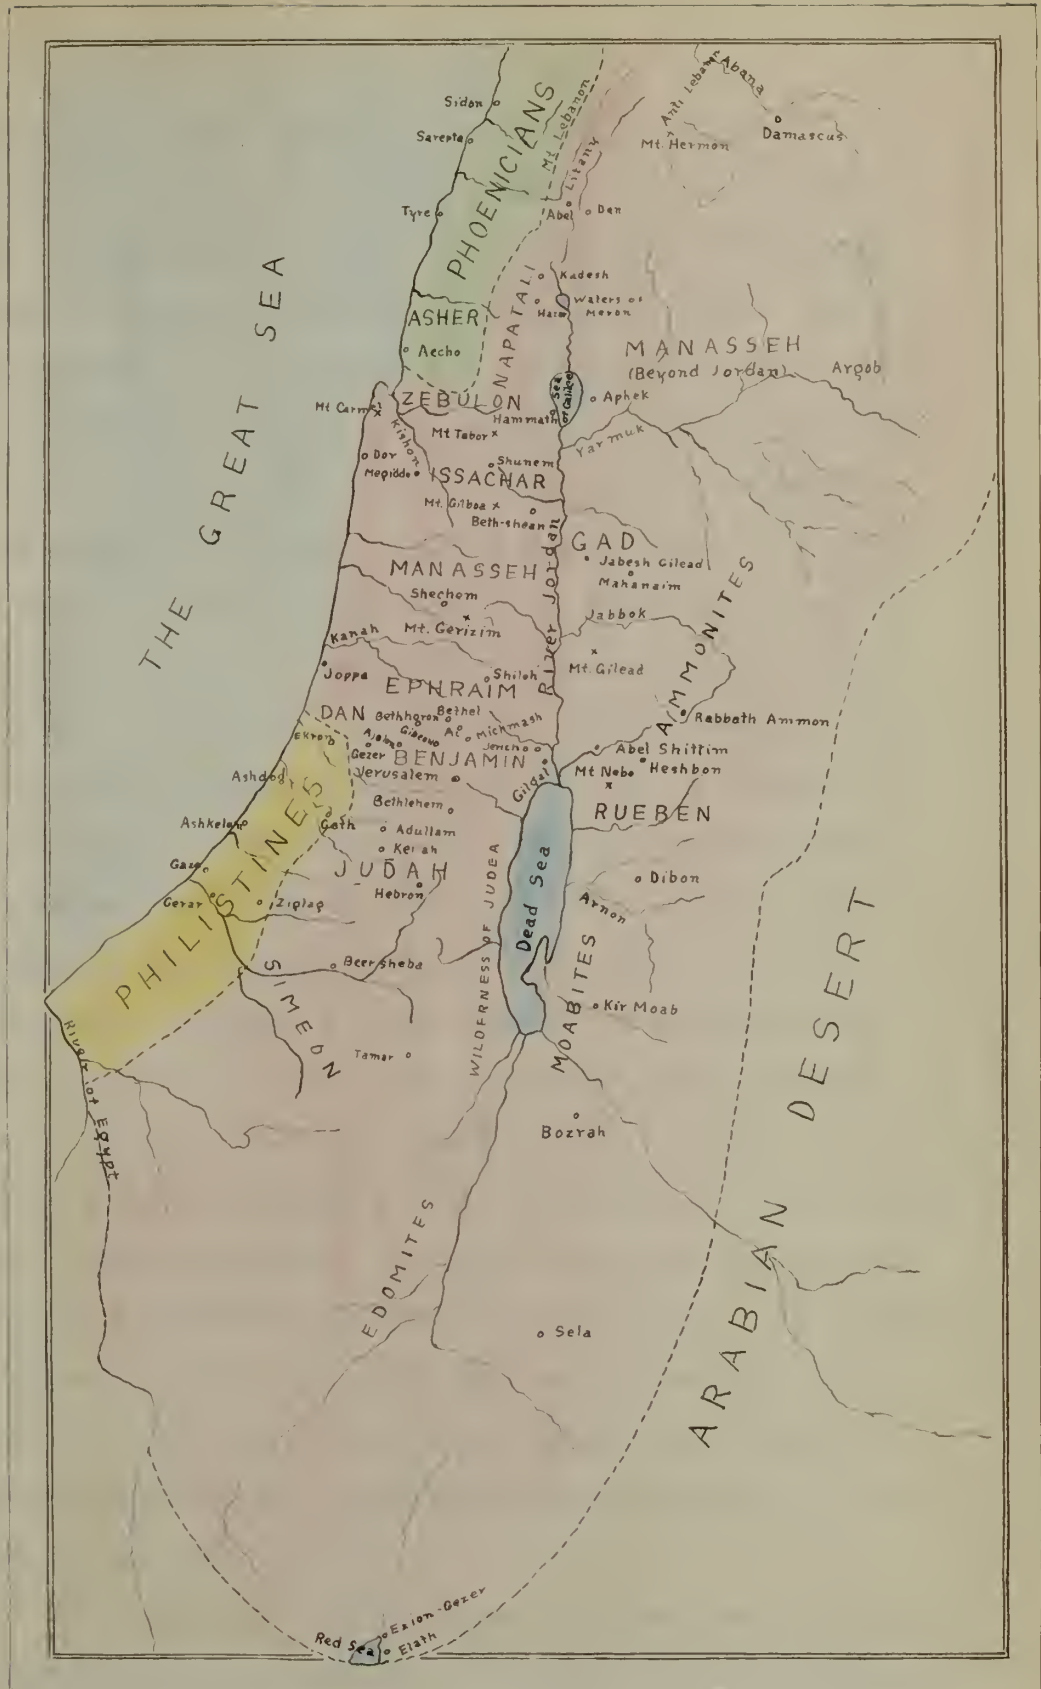 Abana
Anti Lebanon
Sidon
PHOENICIANS
Mt. Lebanon
Damascus
Sarepta
Litany
Mt. Hermon
Tyre
Abel
Dan
THE GREAT SEA
NAPATALI
Kadesh
Waters of
Merom
ASHER
Accho
MANASSEH
(Beyond Jordan)
Argob
Sea
of Galilee
ZEBULON
Aphek
Mt Carmel
Hammath
Mt Tabor
Kishon
Yarmuk
Dor
Shunem
Megiddo
ISSACHAR
Mt. Gilboa
Beth-shean
River Jordan
GAD
Jabesh Gilead
MANASSEH
Mahanaim
Shechem
AMMONITES
Jabbok
Kanah
Mt. Gerizim
Mt. Gilead
Joppa
Shiloh
EPHRAIM
DAN
Bethhoron
Bethel
Rabbath Ammon
Ekron
Ai
Michmash
Jericho
Abel Shittim
Gezer
BENJAMIN
Ashdod
Jerusalem
Gilgal
Mt Nebo
Heshbon
Bethlehem
RUEBEN
Ashkelon
Gath
Adullam
Gaza
JUDAH
Hebron
Dead Sea
Dibon
Gerar
Ziglag
Arnon
PHILISTINES
WILDERNESS OF JUDEA
Beersheba
SIMEON
MOABITES
Kir Moab
River of Egypt
Tamar
Bozrah
ARABIAN DESERT
EDOMITES
Sela
Ezion-Gezer
Red Sea
Elath